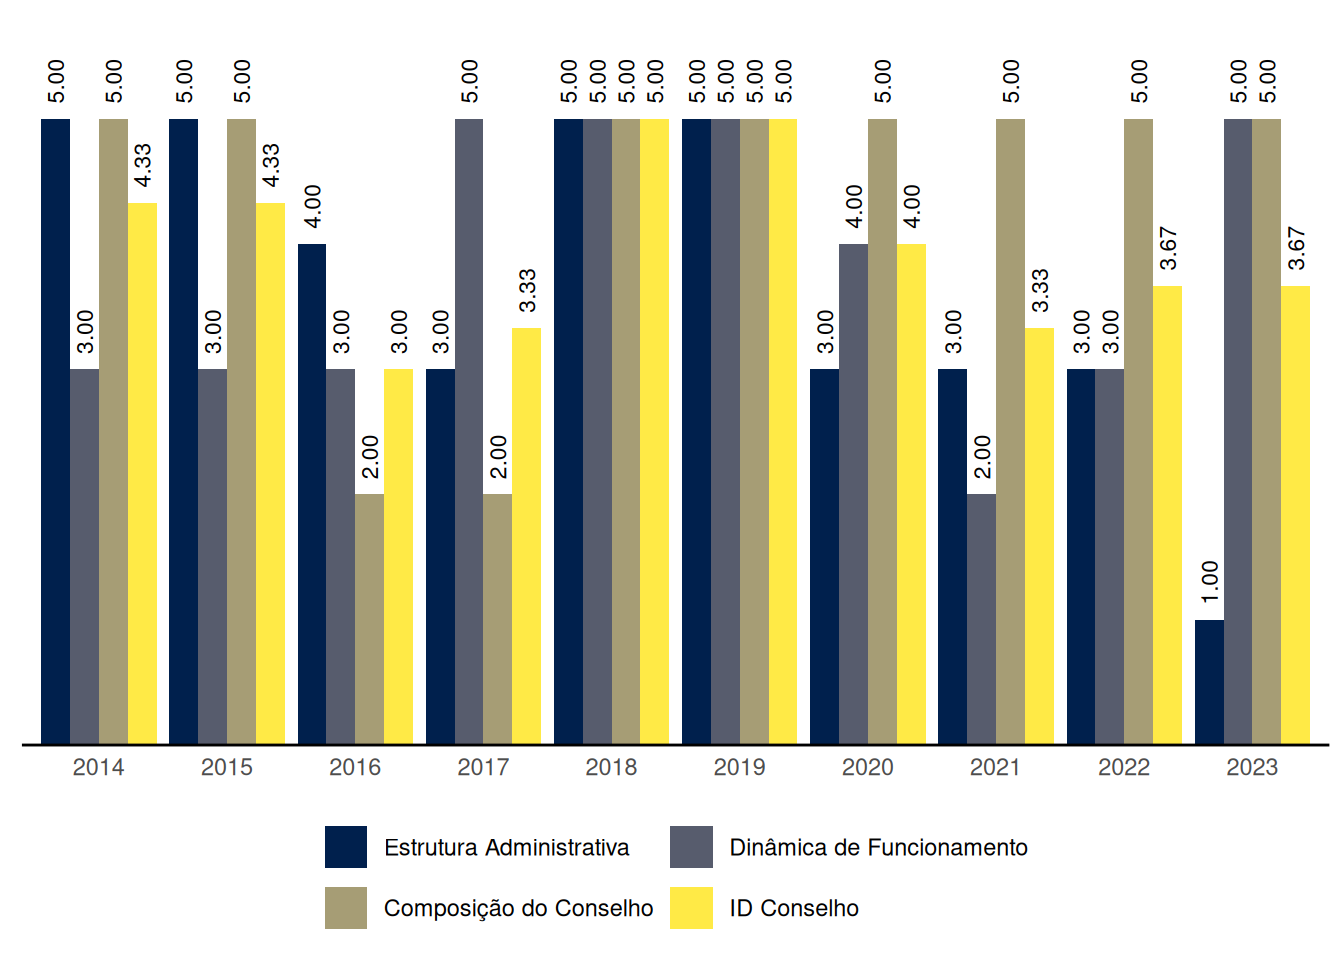 5.00 3.00 5.00 4.33 5.00 3.00 5.00 4.33 4.00 3.00 2.00 3.00 3.00 5.00 2.00 3.33 5.00 5.00 5.00 5.00 5.00 5.00 5.00 5.00 3.00 4.00 5.00 4.00 3.00 2.00 5.00 3.33 3.00 3.00 5.00 3.67 1.00 5.00 5.00 3.67
2014 2015 2016 2017 2018 2019 2020 2021 2022 2023
Estrutura Administrativa Dinâmica de Funcionamento
Composição do Conselho ID Conselho